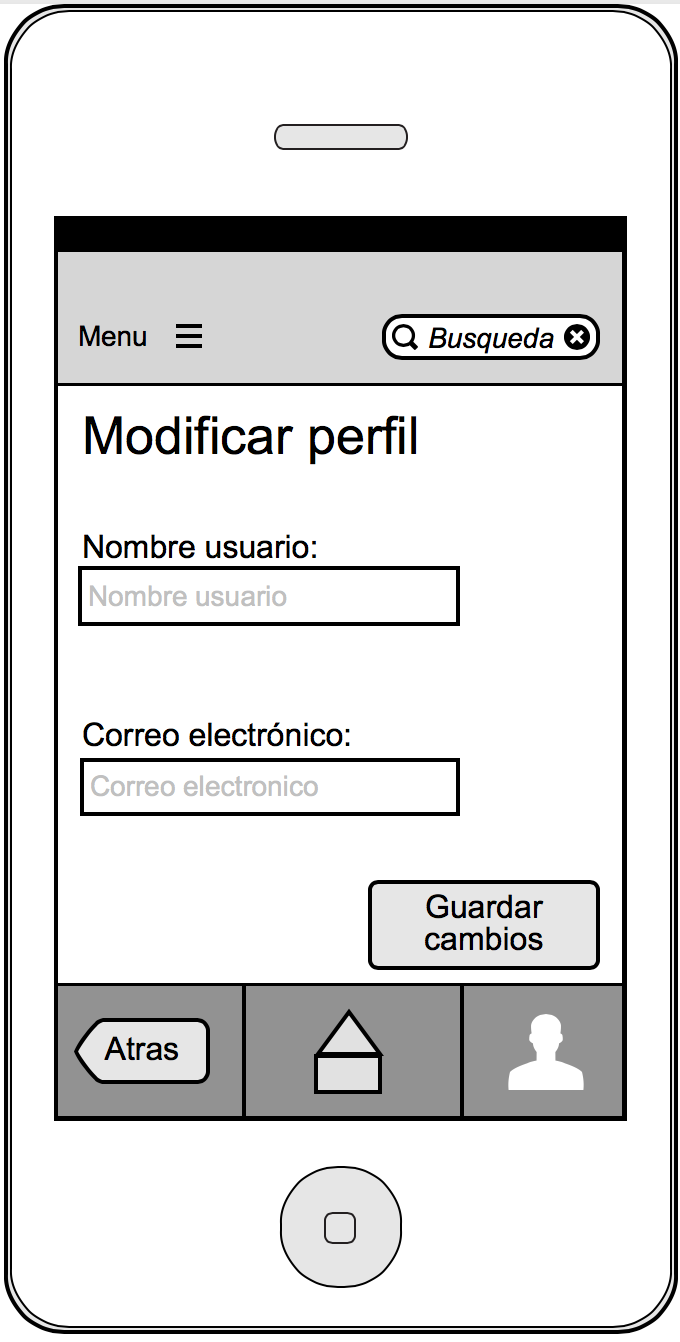 Menu
Busqueda
Modificar perfil
Nombre usuario:
Nombre usuario
Correo electrónico:
Correo electronico
Guardar
cambios
Atras